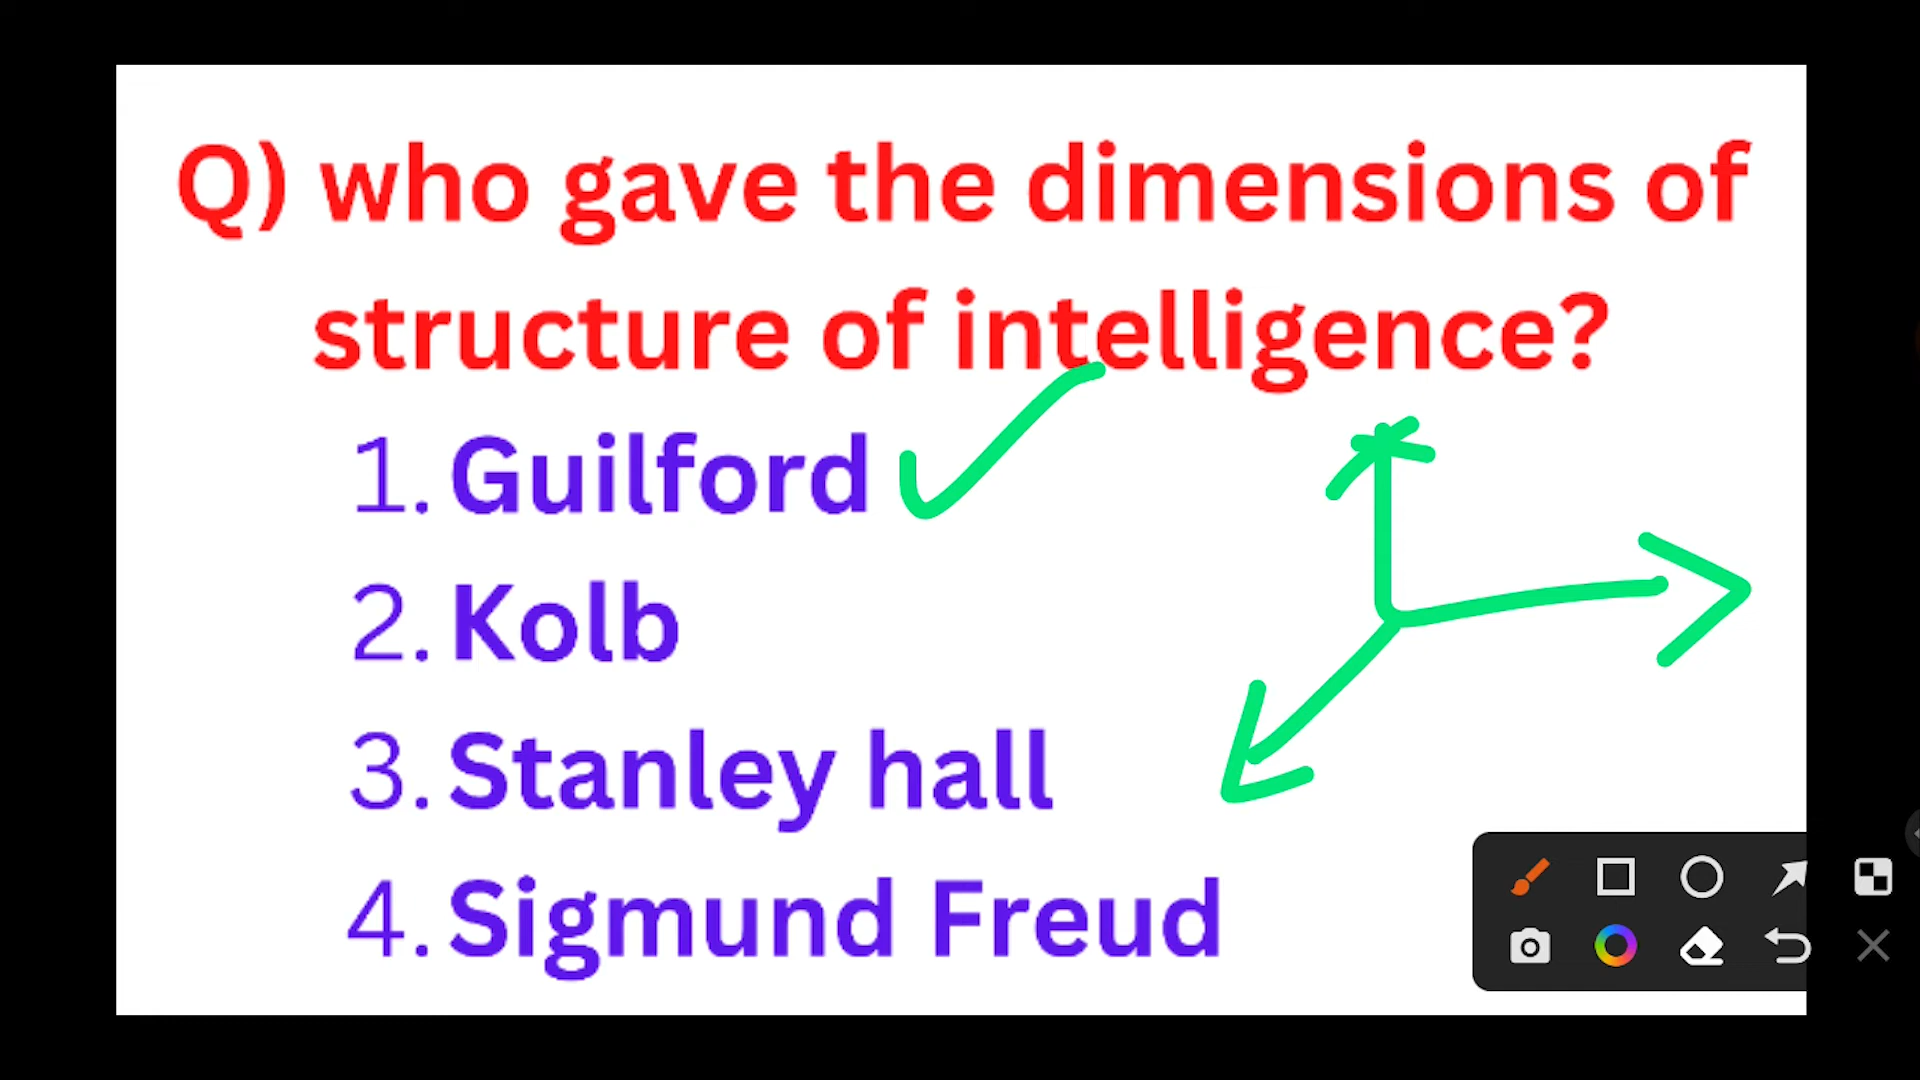 Q) who gave the dimensions of
structure of intelligence?
1. Guilford
2. Kolb
3. Stanley hall
4. Sigmund Freud